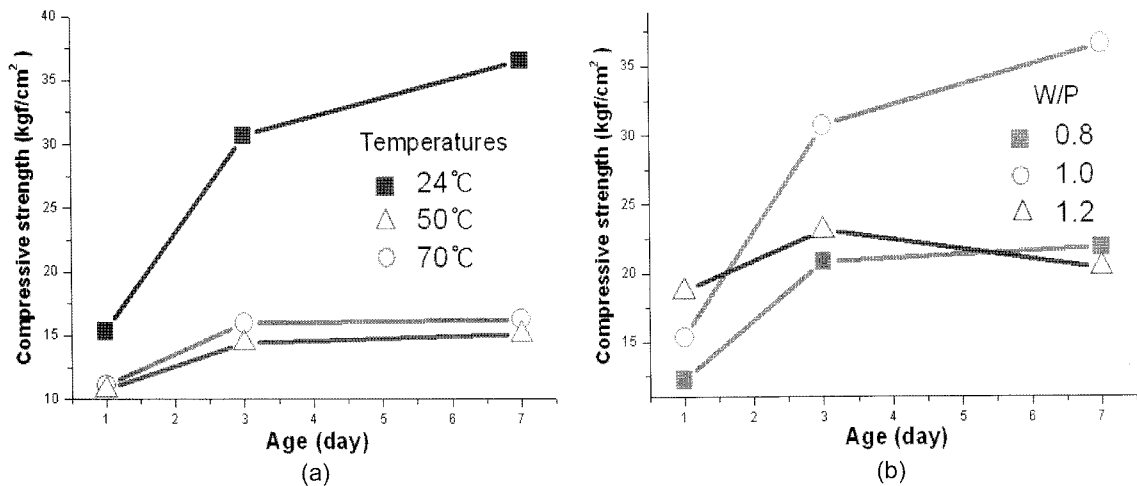 40
35
30
25
20
15
10
Compressive strength (kgf/cm²)
Temperatures
24℃
50℃
70℃
1 2 3 4 5 6 7
Age (day)
(a)
35
30
25
20
15
Compressive strength (kgf/cm²)
W/P
0.8
1.0
1.2
1 2 3 4 5 6 7
Age (day)
(b)